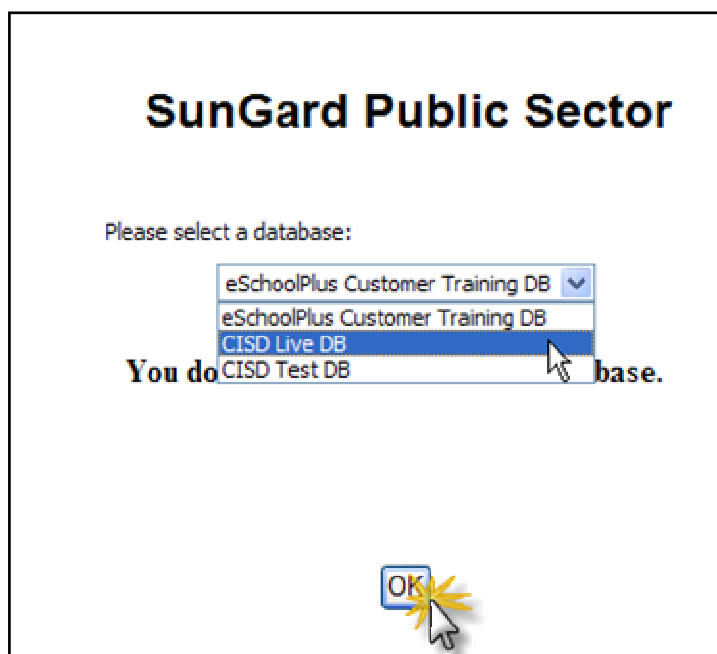 SunGard Public Sector
Please select a database:
eSchoolPlus Customer Training DB
eSchoolPlus Customer Training DB
CISD Live DB
You do CISD Test DB base.
OK